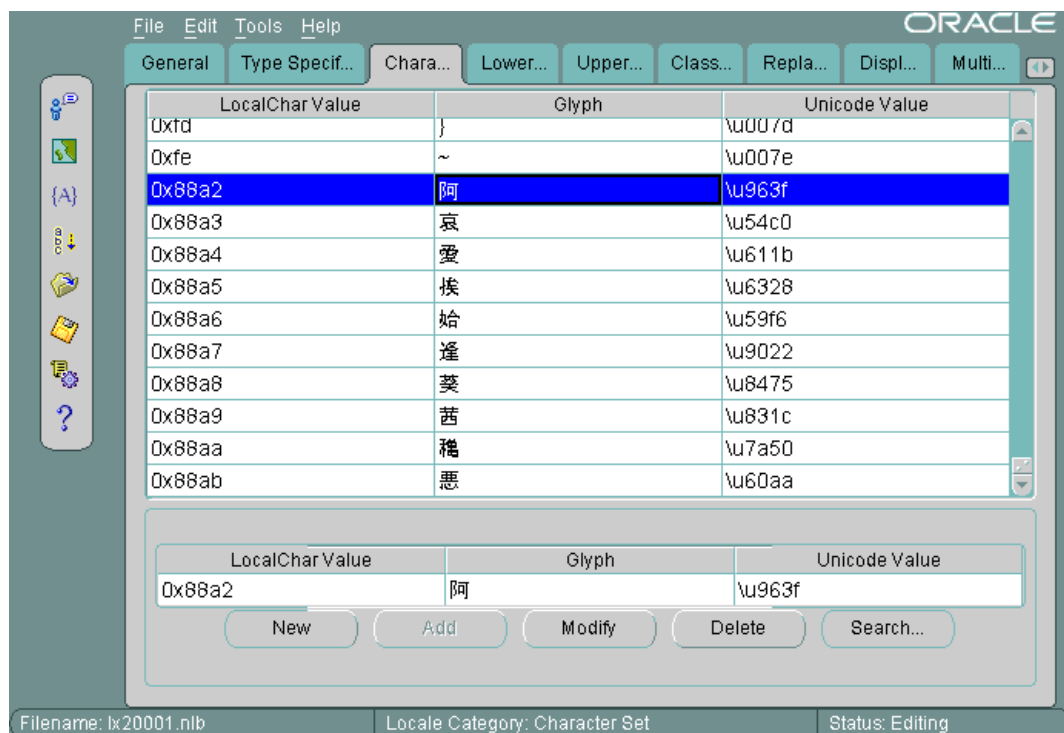 File Edit Tools Help ORACLE
General Type Specif... Chara... Lower... Upper... Class... Repla... Displ... Multi...
LocalChar Value Glyph Unicode Value
0xfd } \u007d
0xfe ~ \u007e
0x88a2 阿 \u963f
0x88a3 哀 \u54c0
0x88a4 愛 \u611b
0x88a5 挨 \u6328
0x88a6 姶 \u59f6
0x88a7 逢 \u9022
0x88a8 葵 \u8475
0x88a9 茜 \u831c
0x88aa 穐 \u7a50
0x88ab 悪 \u60aa
{A}
a
b
c
?
LocalChar Value Glyph Unicode Value
0x88a2 阿 \u963f
New Add Modify Delete Search...
Filename: lx20001.nlb Locale Category: Character Set Status: Editing